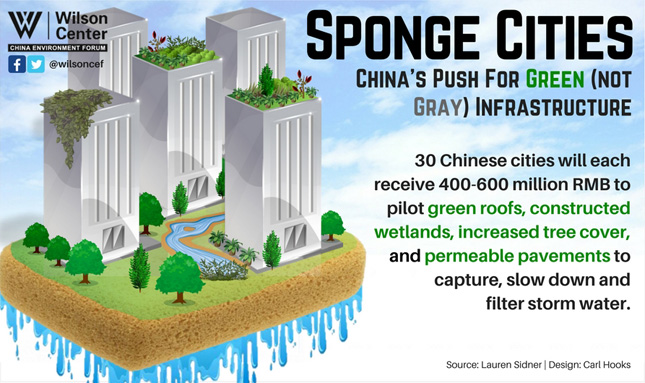 Wilson
Center
CHINA ENVIRONMENT FORUM
@wilsoncef
SPONGE CITIES
CHINA'S PUSH FOR GREEN (NOT
GRAY) INFRASTRUCTURE
30 Chinese cities will each
receive 400-600 million RMB to
pilot green roofs, constructed
wetlands, increased tree cover,
and permeable pavements to
capture, slow down and
filter storm water.
Source: Lauren Sidner | Design: Carl Hooks